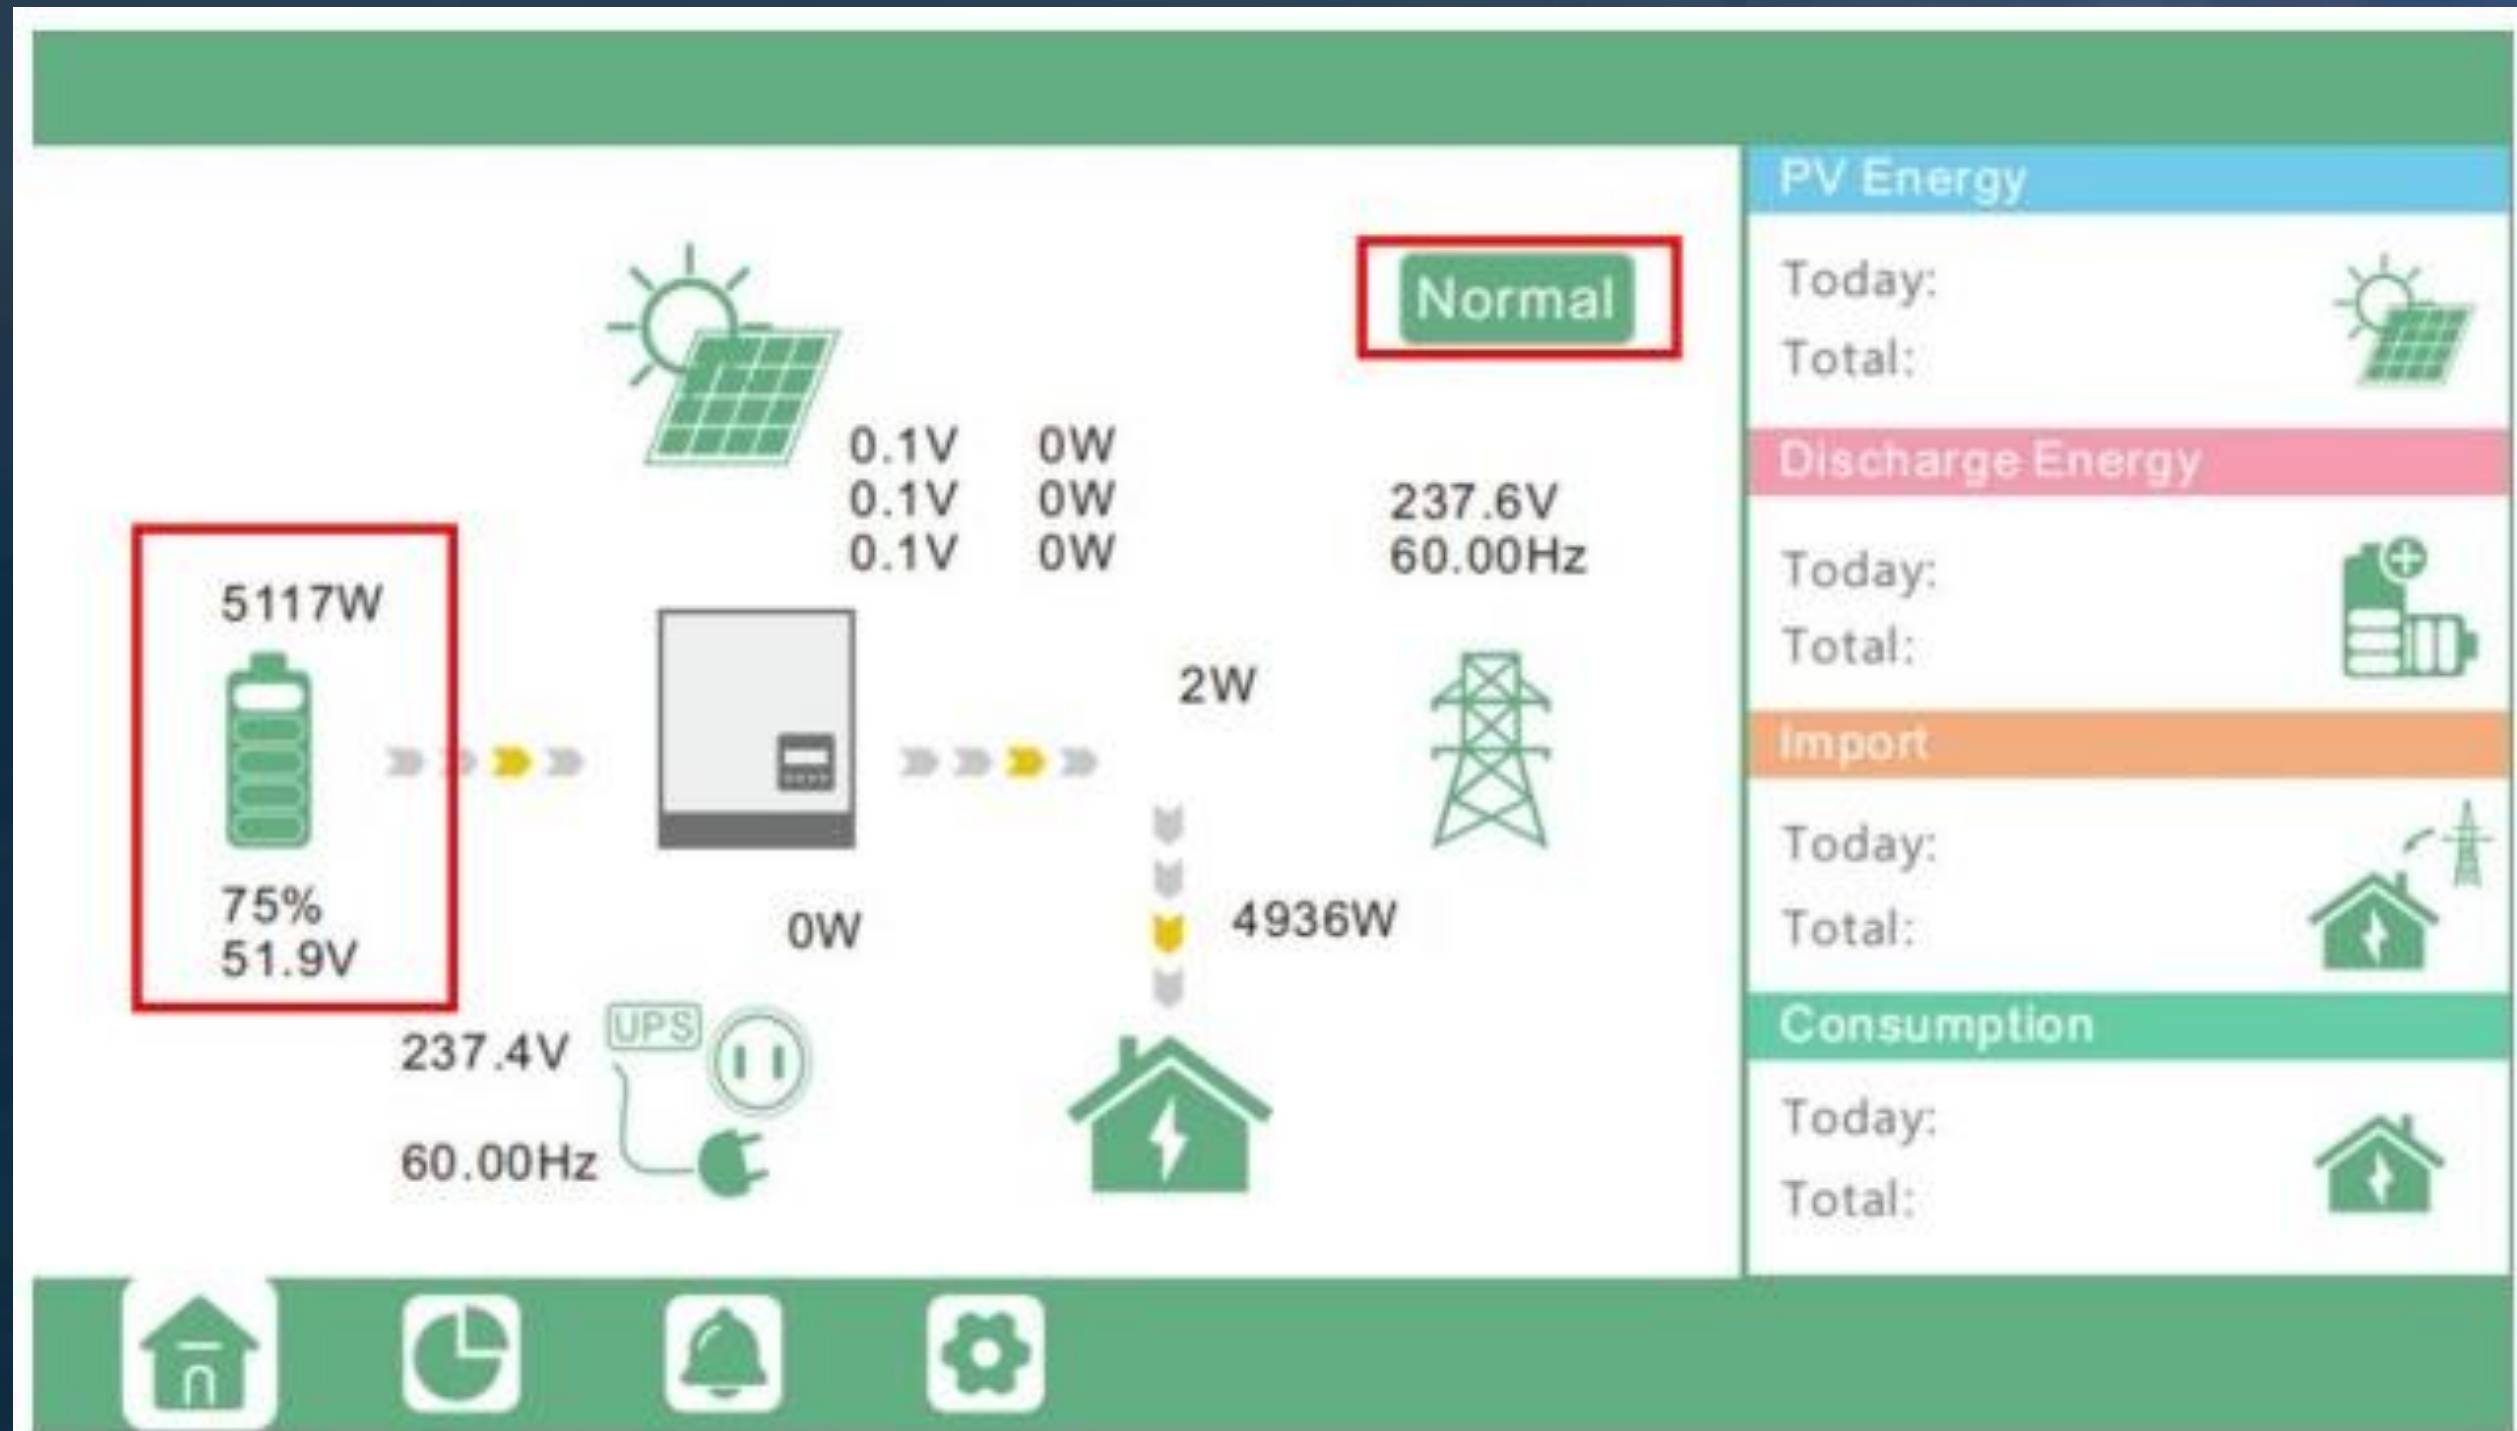 Normal
0.1V 0W
0.1V 0W
0.1V 0W
237.6V
60.00Hz
5117W
2W
75%
51.9V
0W
4936W
237.4V
UPS
60.00Hz
PV Energy
Today:
Total:
Discharge Energy
Today:
Total:
Import
Today:
Total:
Consumption
Today:
Total: